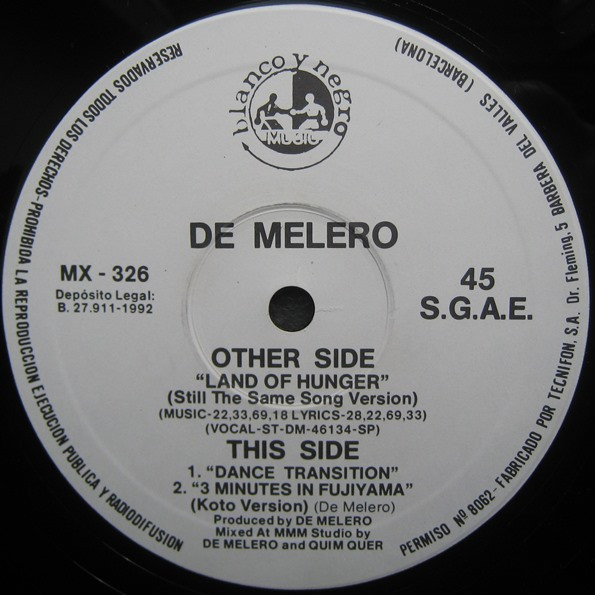 blanco y negro
MUSIC
DE MELERO
MX - 326
Depósito Legal:
B. 27.911-1992
45
S.G.A.E.
OTHER SIDE
“LAND OF HUNGER”
(Still The Same Song Version)
(MUSIC-22,33,69,18 LYRICS-28,22,69,33)
(VOCAL-ST-DM-46134-SP)
THIS SIDE
1. “DANCE TRANSITION”
2. “3 MINUTES IN FUJIYAMA”
(Koto Version) (De Melero)
Produced by DE MELERO
Mixed At MMM Studio by
DE MELERO and QUIM QUER
RESERVADOS TODOS LOS DERECHOS-PROHIBIDA LA REPRODUCCION EJECUCION PUBLICA Y RADIODIFUSION
PERMISO Nº 8062-FABRICADO POR TECNIFON, S.A. Dr. Fleming, 5 BARBERA DEL VALLES (BARCELONA)